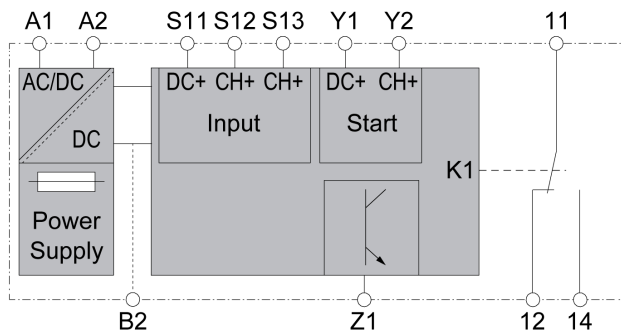 A1 A2 S11 S12 S13 Y1 Y2 11
AC/DC DC+ CH+ CH+ DC+ CH+
Input Start
DC
K1
Power
Supply
B2 Z1 12 14